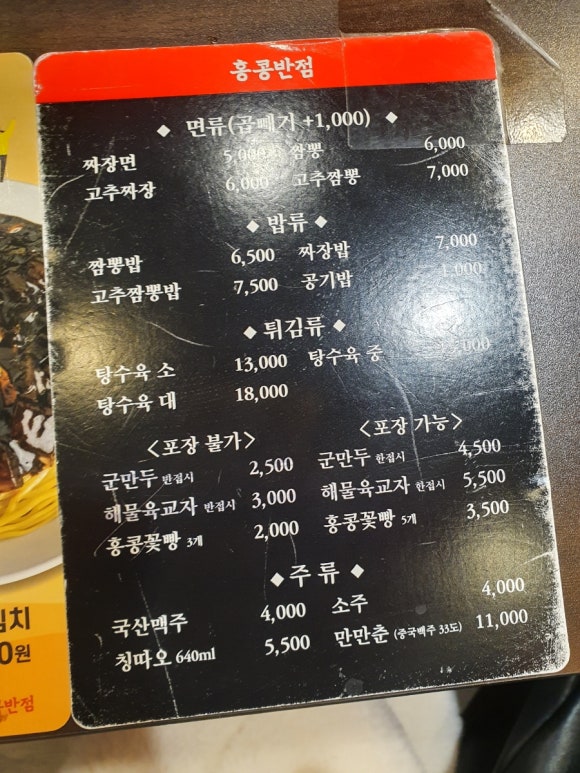 홍콩반점
◆ 면류(곱빼기 +1,000) ◆
짜장면 5,000 짬뽕 6,000
고추짜장 6,000 고추짬뽕 7,000
◆ 밥류 ◆
짬뽕밥 6,500 짜장밥 7,000
고추짬뽕밥 7,500 공기밥 1,000
◆ 튀김류 ◆
탕수육 소 13,000 탕수육 중
탕수육 대 18,000
<포장 불가> <포장 가능>
군만두 반접시 2,500 군만두 한접시 4,500
해물육교자 반접시 3,000 해물육교자 한접시 5,500
홍콩꽃빵 3개 2,000 홍콩꽃빵 5개 3,500
◆ 주 류 ◆
국산맥주 4,000 소주 4,000
칭따오 640ml 5,500 만만춘 (중국백주 33도) 11,000
김치
0원
반점